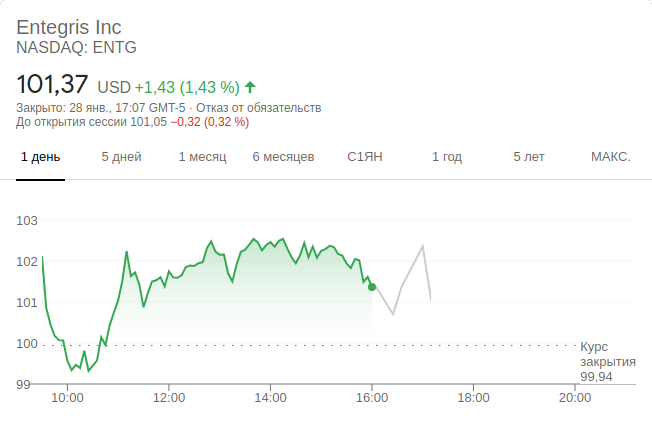 Entegris Inc
NASDAQ: ENTG
101,37 USD +1,43 (1,43 %)
Закрыто: 28 янв., 17:07 GMT-5 · Отказ от обязательств
До открытия сессии 101,05 −0,32 (0,32 %)
1 день 5 дней 1 месяц 6 месяцев С1ЯН 1 год 5 лет МАКС.
103
102
101
100
Курс
закрытия
99,94
99
10:00 12:00 14:00 16:00 18:00 20:00